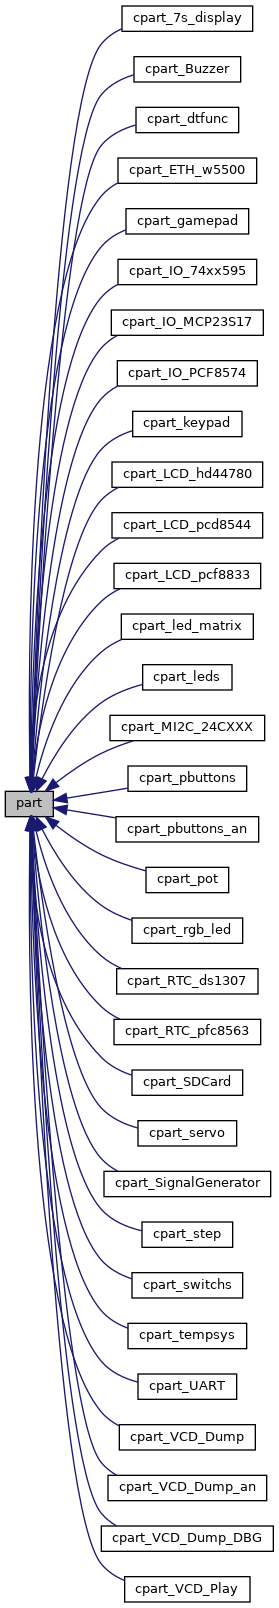 cpart_7s_display
cpart_Buzzer
cpart_dtfunc
cpart_ETH_w5500
cpart_gamepad
cpart_IO_74xx595
cpart_IO_MCP23S17
cpart_IO_PCF8574
cpart_keypad
cpart_LCD_hd44780
cpart_LCD_pcd8544
cpart_LCD_pcf8833
cpart_led_matrix
cpart_leds
cpart_MI2C_24CXXX
cpart_pbuttons
part
cpart_pbuttons_an
cpart_pot
cpart_rgb_led
cpart_RTC_ds1307
cpart_RTC_pfc8563
cpart_SDCard
cpart_servo
cpart_SignalGenerator
cpart_step
cpart_switchs
cpart_tempsys
cpart_UART
cpart_VCD_Dump
cpart_VCD_Dump_an
cpart_VCD_Dump_DBG
cpart_VCD_Play